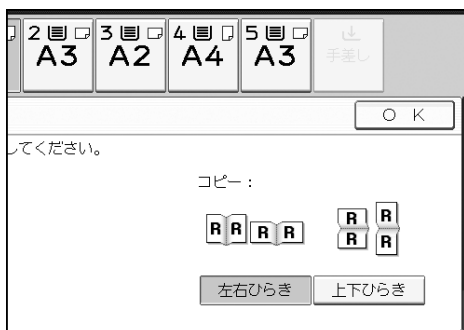 2 3 4 5
A3 A2 A4 A3 手差し
O K
してください。
コピー：
R R R R R R
R R
左右ひらき 上下ひらき